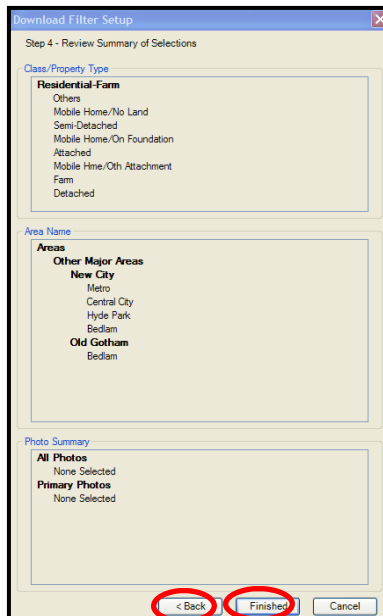 Download Filter Setup
Step 4 - Review Summary of Selections
Class/Property Type
Residential-Farm
Others
Mobile Home/No Land
Semi-Detached
Mobile Home/On Foundation
Attached
Mobile Hme/Oth Attachment
Farm
Detached
Area Name
Areas
Other Major Areas
New City
Metro
Central City
Hyde Park
Bedlam
Old Gotham
Bedlam
Photo Summary
All Photos
None Selected
Primary Photos
None Selected
< Back Finished Cancel